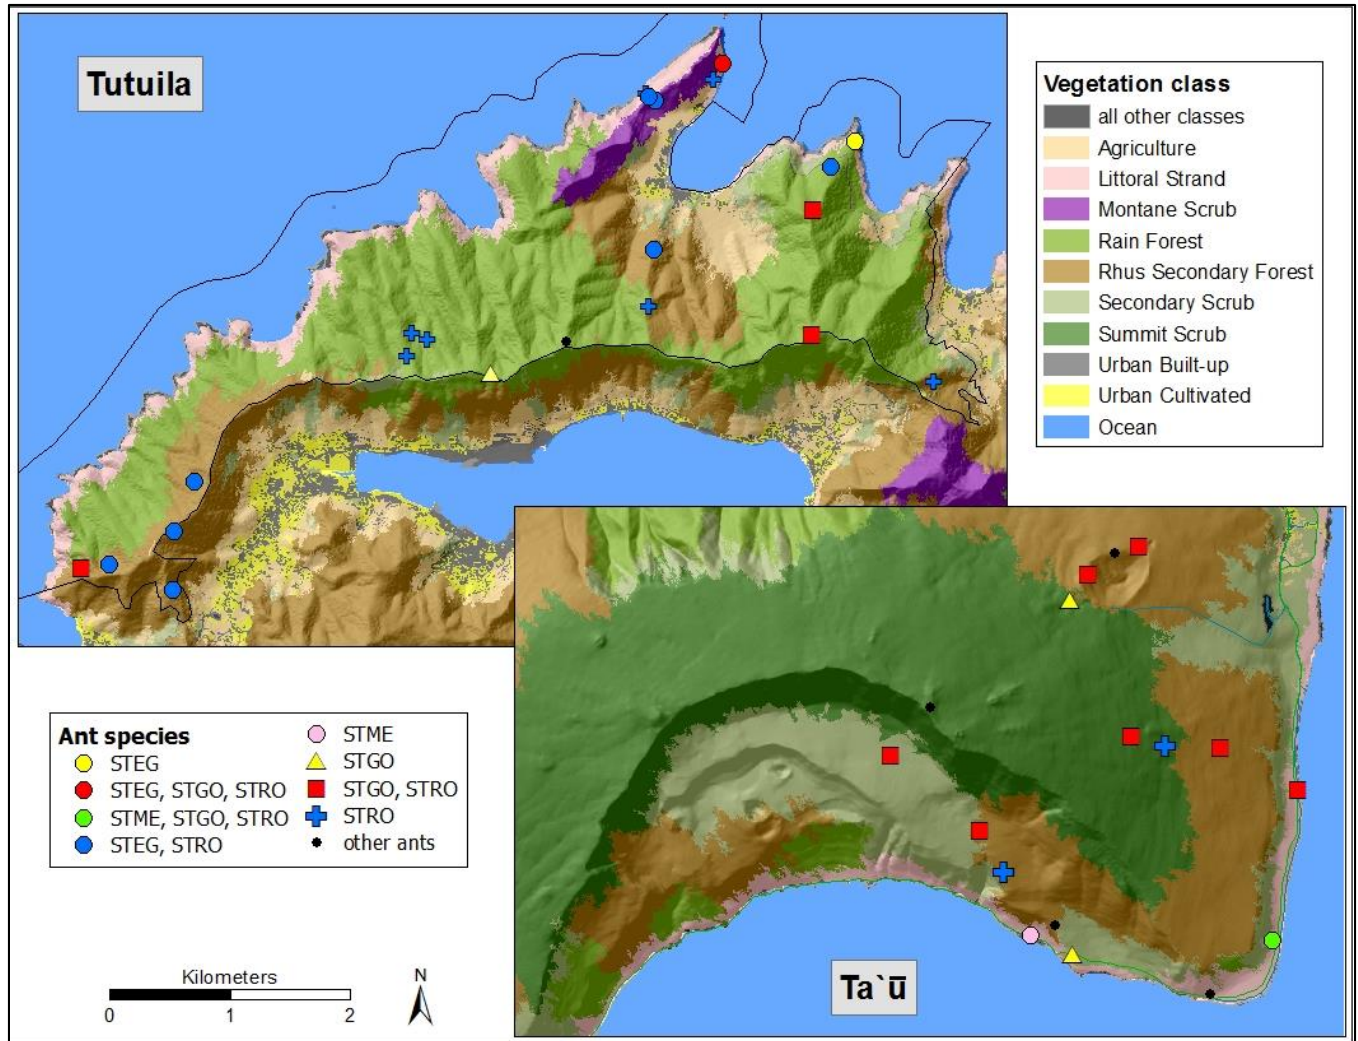 Tutuila
Vegetation class
all other classes
Agriculture
Littoral Strand
Montane Scrub
Rain Forest
Rhus Secondary Forest
Secondary Scrub
Summit Scrub
Urban Built-up
Urban Cultivated
Ocean
Ant species
STEG
STEG, STGO, STRO
STME, STGO, STRO
STEG, STRO
STME
STGO
STGO, STRO
STRO
other ants
Kilometers
0 1 2
N
Ta`ū